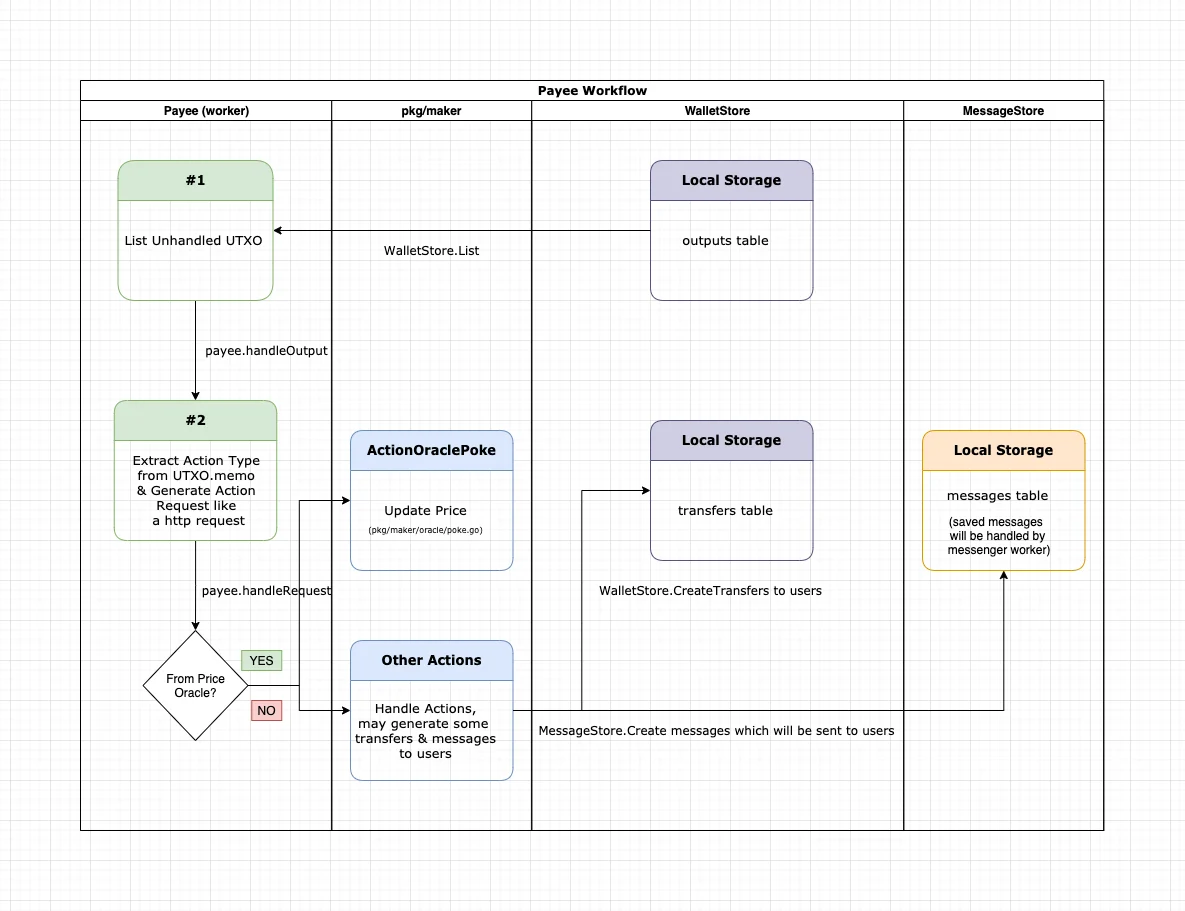 Payee Workflow
Payee (worker)
pkg/maker
WalletStore
MessageStore
#1
List Unhandled UTXO
WalletStore.List
Local Storage
outputs table
payee.handleOutput
#2
Extract Action Type
from UTXO.memo
& Generate Action
Request like
a http request
ActionOraclePoke
Update Price
(pkg/maker/oracle/poke.go)
Local Storage
transfers table
Local Storage
messages table
(saved messages
will be handled by
messenger worker)
payee.handleRequest
WalletStore.CreateTransfers to users
From Price
Oracle?
YES
NO
Other Actions
Handle Actions,
may generate some
transfers & messages
to users
MessageStore.Create messages which will be sent to users